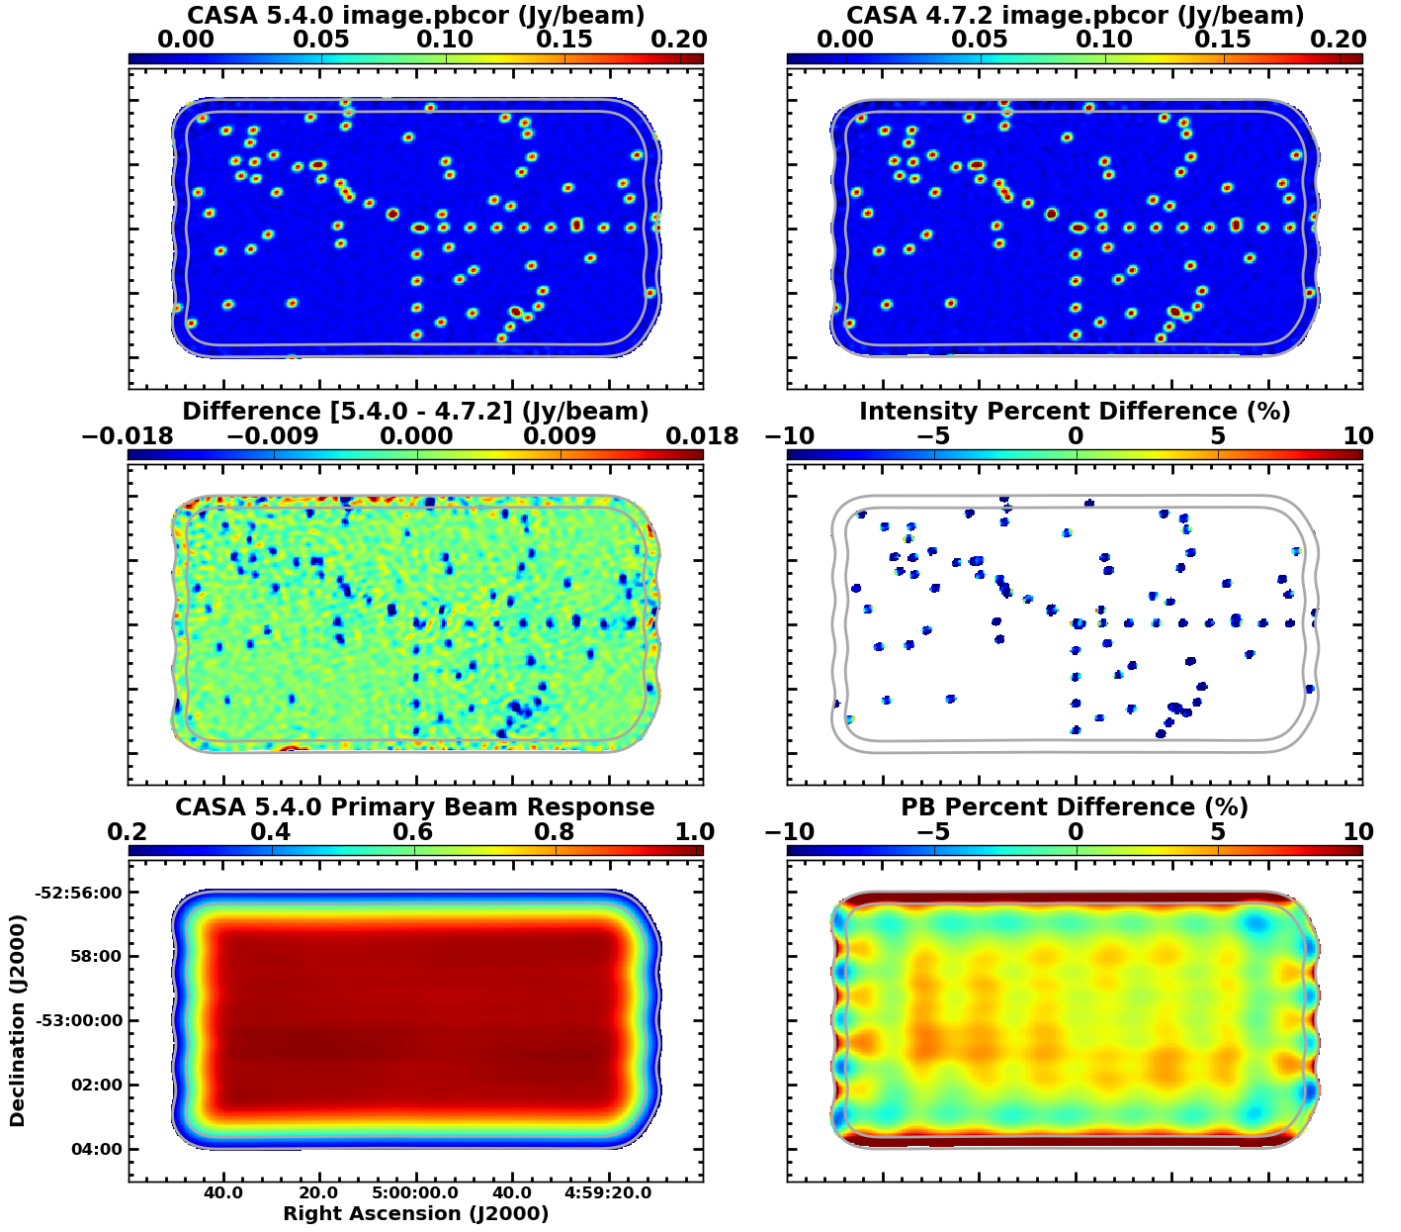 CASA 5.4.0 image.pbcor (Jy/beam)
0.00 0.05 0.10 0.15 0.20
CASA 4.7.2 image.pbcor (Jy/beam)
0.00 0.05 0.10 0.15 0.20
Difference [5.4.0 - 4.7.2] (Jy/beam)
−0.018 −0.009 0.000 0.009 0.018
Intensity Percent Difference (%)
−10 −5 0 5 10
CASA 5.4.0 Primary Beam Response
0.2 0.4 0.6 0.8 1.0
PB Percent Difference (%)
−10 −5 0 5 10
Declination (J2000)
-52:56:00
58:00
-53:00:00
02:00
04:00
40.0 20.0 5:00:00.0 40.0 4:59:20.0
Right Ascension (J2000)